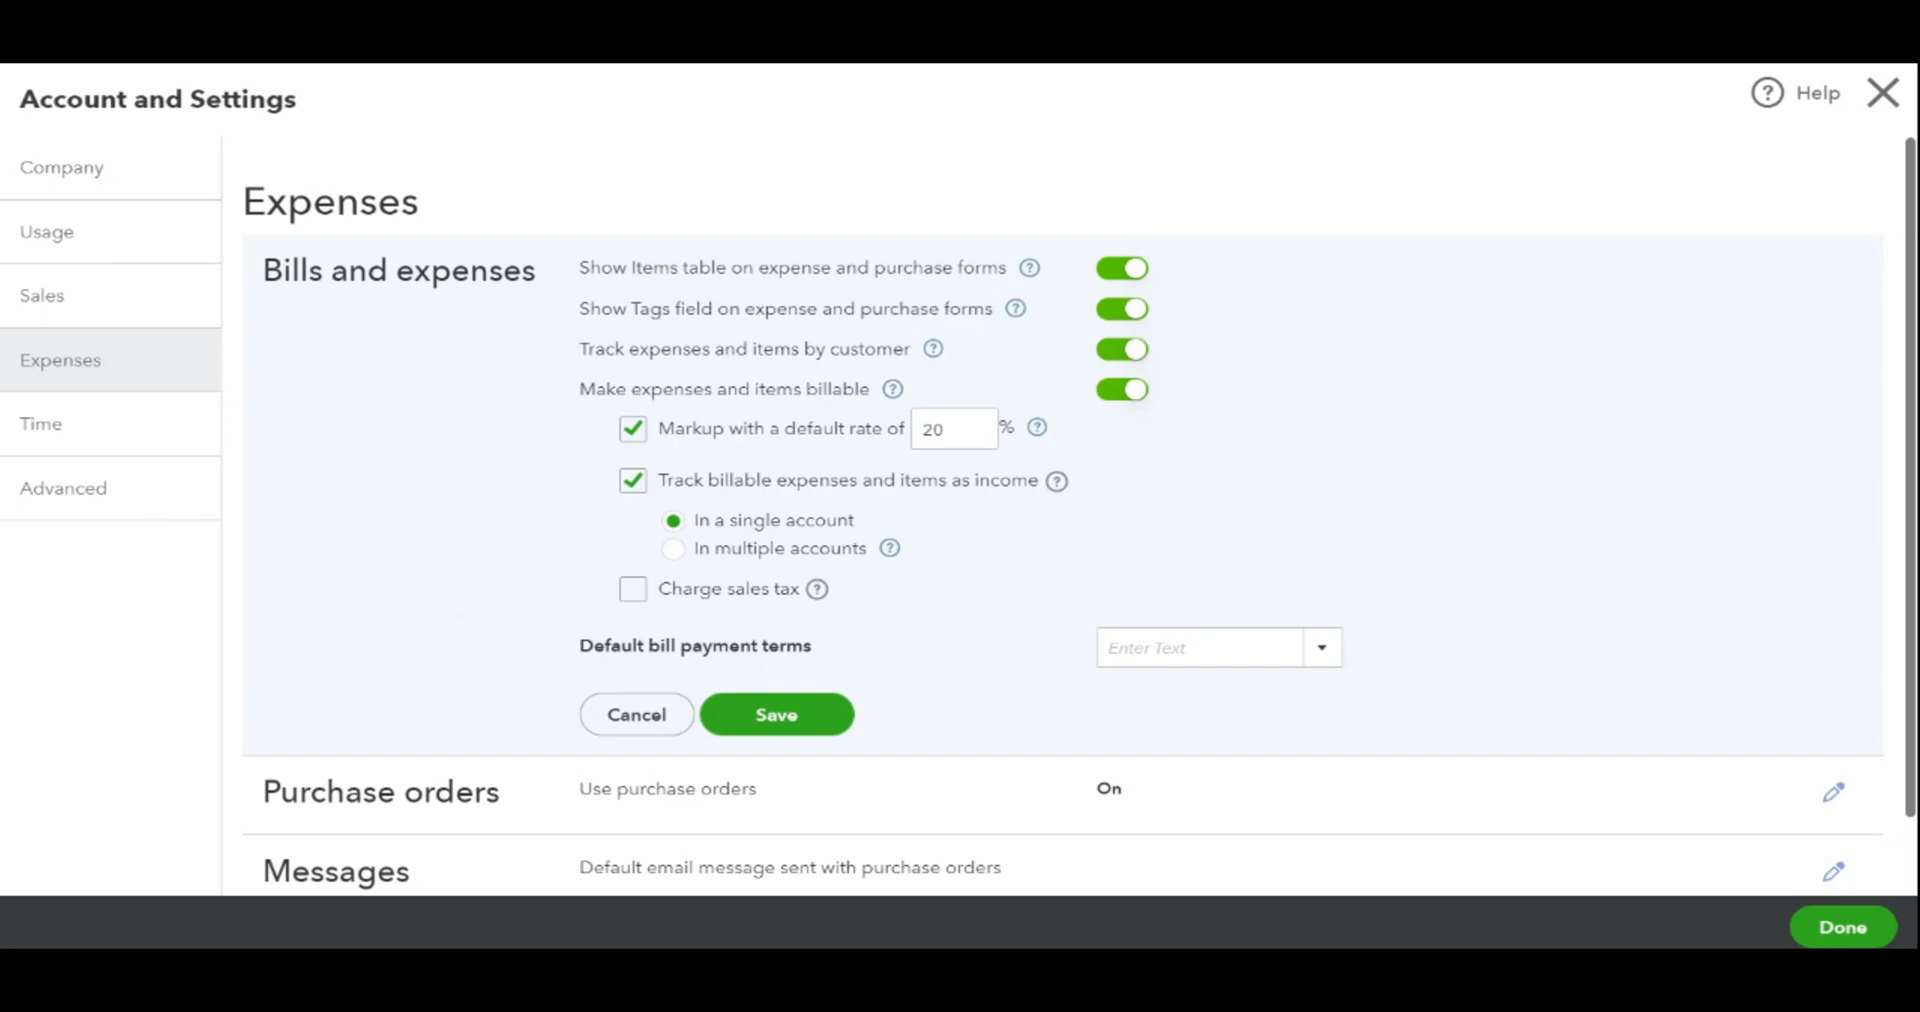 Account and Settings
? Help
Company
Usage
Sales
Expenses
Time
Advanced
Expenses
Bills and expenses
Show Items table on expense and purchase forms ?
Show Tags field on expense and purchase forms ?
Track expenses and items by customer ?
Make expenses and items billable ?
Markup with a default rate of 20 % ?
Track billable expenses and items as income ?
In a single account
In multiple accounts ?
Charge sales tax ?
Default bill payment terms Enter Text
Cancel Save
Purchase orders Use purchase orders On
Messages Default email message sent with purchase orders
Done